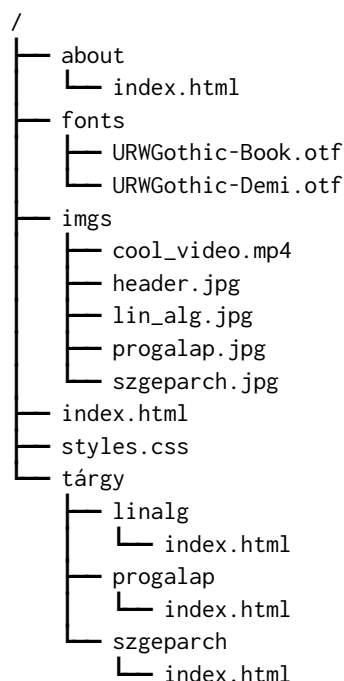 /
about
index.html
fonts
URWGothic-Book.otf
URWGothic-Demi.otf
imgs
cool_video.mp4
header.jpg
lin_alg.jpg
progalap.jpg
szgeparch.jpg
index.html
styles.css
tárgy
linalg
index.html
progalap
index.html
szgeparch
index.html